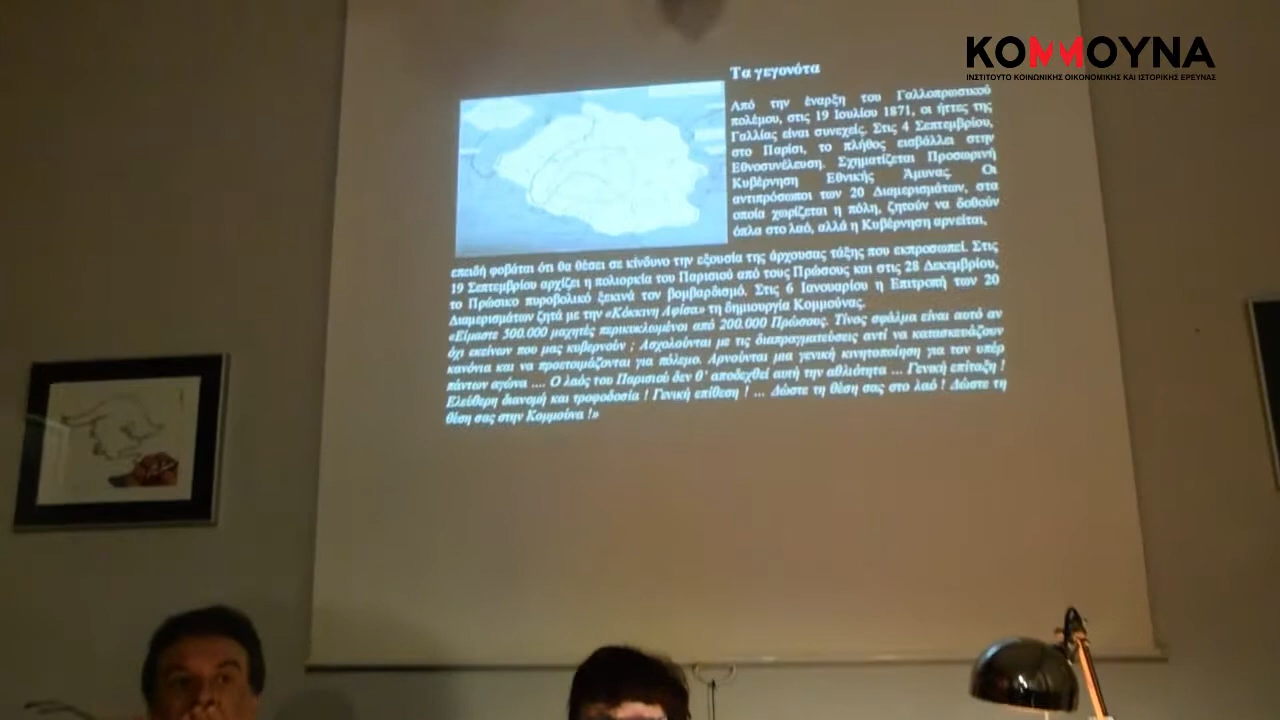 ΚΟΜΜΟΥΝΑ
ΙΝΣΤΙΤΟΥΤΟ ΚΟΙΝΩΝΙΚΗΣ ΟΙΚΟΝΟΜΙΚΗΣ ΚΑΙ ΙΣΤΟΡΙΚΗΣ ΕΡΕΥΝΑΣ
Τα γεγονότα
Από την έναρξη του Γαλλοπρωσικού
πολέμου, στις 19 Ιουλίου 1871, οι ήττες της
Γαλλίας είναι συνεχείς. Στις 4 Σεπτεμβρίου,
στο Παρίσι, το πλήθος εισβάλλει στην
Εθνοσυνέλευση. Σχηματίζεται Προσωρινή
Κυβέρνηση Εθνικής Άμυνας. Οι
αντιπρόσωποι των 20 Διαμερισμάτων, στα
οποία χωρίζεται η πόλη, ζητούν να δοθούν
όπλα στο λαό, αλλά η Κυβέρνηση αρνείται,
επειδή φοβάται ότι θα θέσει σε κίνδυνο την εξουσία της άρχουσας τάξης που εκπροσωπεί. Στις
19 Σεπτεμβρίου αρχίζει η πολιορκία του Παρισιού από τους Πρώσους και στις 28 Δεκεμβρίου,
το Πρώσικο πυροβολικό ξεκινά τον βομβαρδισμό. Στις 6 Ιανουαρίου η Επιτροπή των 20
Διαμερισμάτων ζητά με την «Κόκκινη Αφίσα» τη δημιουργία Κομμούνας.
«Είμαστε 500.000 μαχητές περικυκλωμένοι από 200.000 Πρώσους. Τίνος σφάλμα είναι αυτό αν
όχι εκείνων που μας κυβερνούν ; Ασχολούνται με τις διαπραγματεύσεις αντί να κατασκευάζουν
κανόνια και να προετοιμάζονται για πόλεμο. Αρνούνται μια γενική κινητοποίηση για τον υπέρ
πάντων αγώνα .... Ο λαός του Παρισιού δεν θ' αποδεχθεί αυτή την αθλιότητα ... Γενική επίταξη !
Ελεύθερη διανομή και τροφοδοσία ! Γενική επίθεση ! ... Δώστε τη θέση σας στο λαό ! Δώστε τη
θέση σας στην Κομμούνα !»